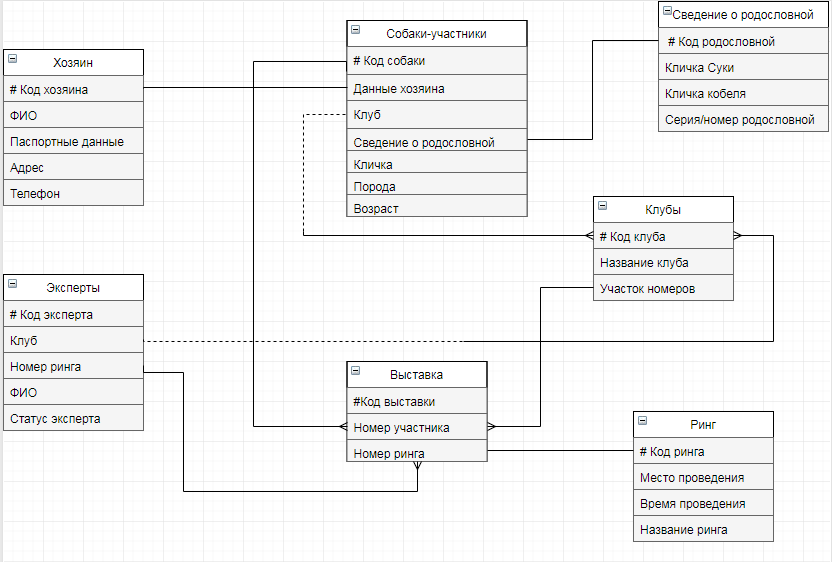 Хозяин
# Код хозяина
ФИО
Паспортные данные
Адрес
Телефон
Собаки-участники
# Код собаки
Данные хозяина
Клуб
Сведение о родословной
Кличка
Порода
Возраст
Сведение о родословной
# Код родословной
Кличка Суки
Кличка кобеля
Серия/номер родословной
Клубы
# Код клуба
Название клуба
Участок номеров
Эксперты
# Код эксперта
Клуб
Номер ринга
ФИО
Статус эксперта
Выставка
#Код выставки
Номер участника
Номер ринга
Ринг
# Код ринга
Место проведения
Время проведения
Название ринга